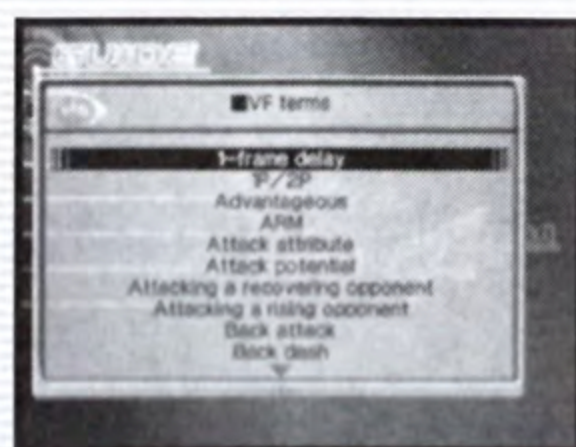 ■VF terms
1-frame delay
1P/2P
Advantageous
ARM
Attack attribute
Attack potential
Attacking a recovering opponent
Attacking a rising opponent
Back attack
Back dash